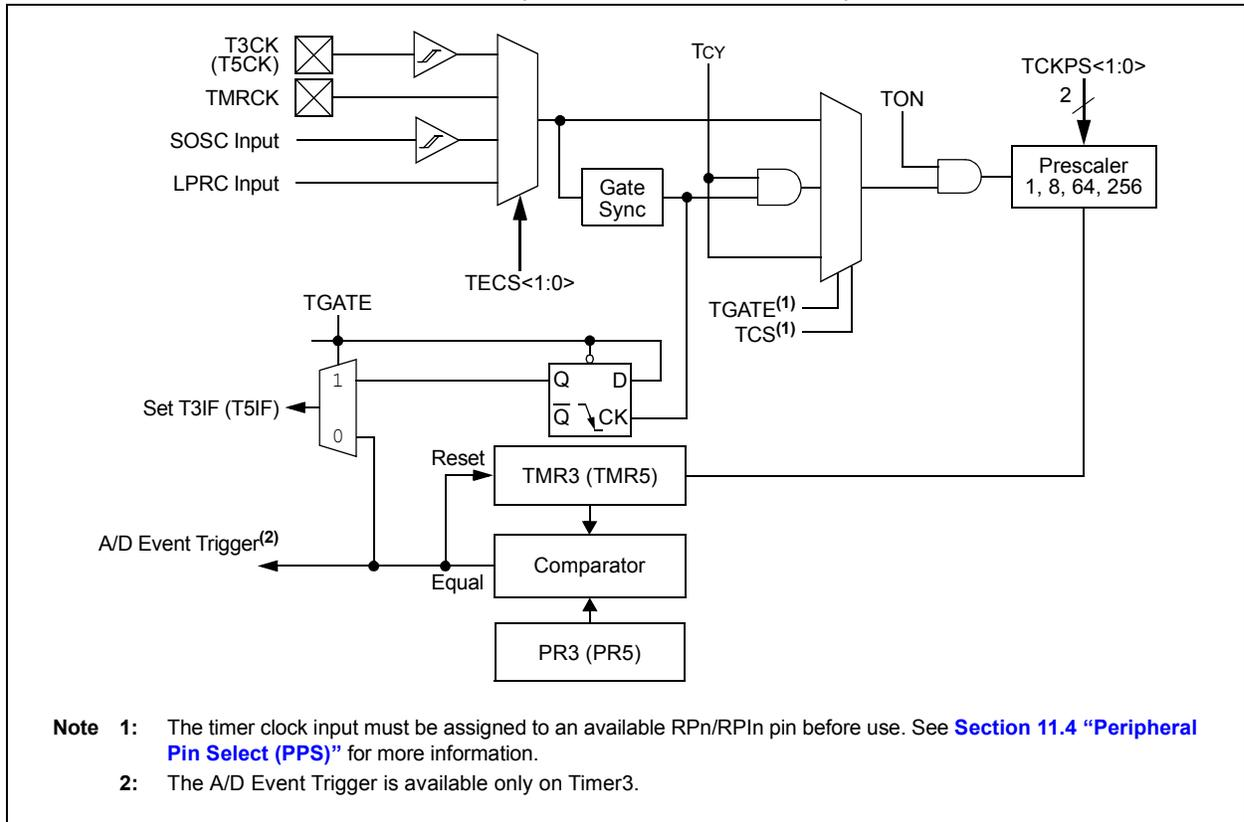 T3CK
(T5CK)
TMRCK
SOSC Input
LPRC Input
TECS<1:0>
Gate
Sync
TCY
TGATE(1)
TCS(1)
TON
TCKPS<1:0>
2
Prescaler
1, 8, 64, 256
TGATE
1
0
Set T3IF (T5IF)
Q
D
Q
CK
Reset
TMR3 (TMR5)
A/D Event Trigger(2)
Equal
Comparator
PR3 (PR5)
Note 1: The timer clock input must be assigned to an available RPn/RPIn pin before use. See Section 11.4 “Peripheral
Pin Select (PPS)” for more information.
2: The A/D Event Trigger is available only on Timer3.